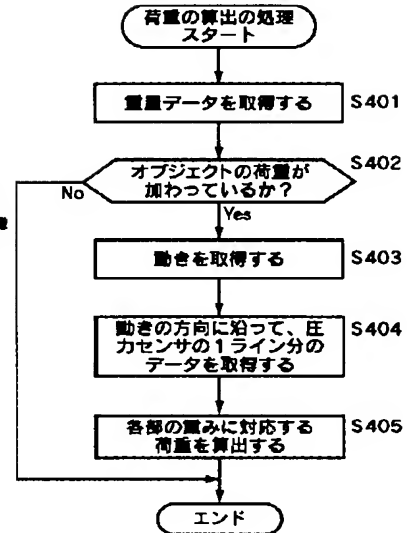 荷重の算出の処理
スタート
重量データを取得する
S401
オブジェクトの荷重が
加わっているか?
S402
No
Yes
動きを取得する
S403
動きの方向に沿って、圧
力センサの1ライン分の
データを取得する
S404
各部の重みに対応する
荷重を算出する
S405
エンド